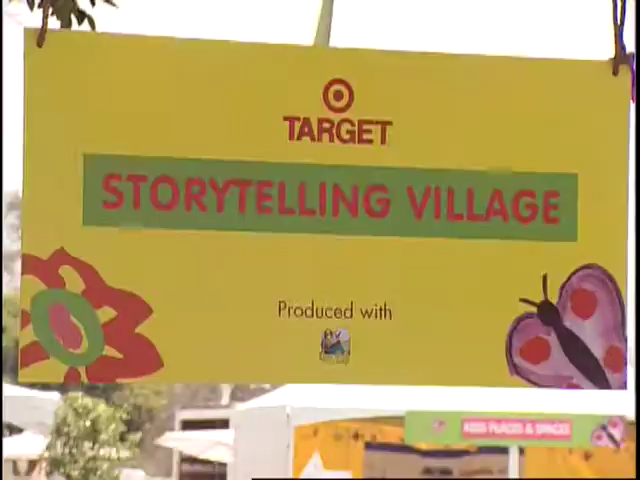 TARGET
STORYTELLING VILLAGE
Produced with
KIDS PLACES & SPACES